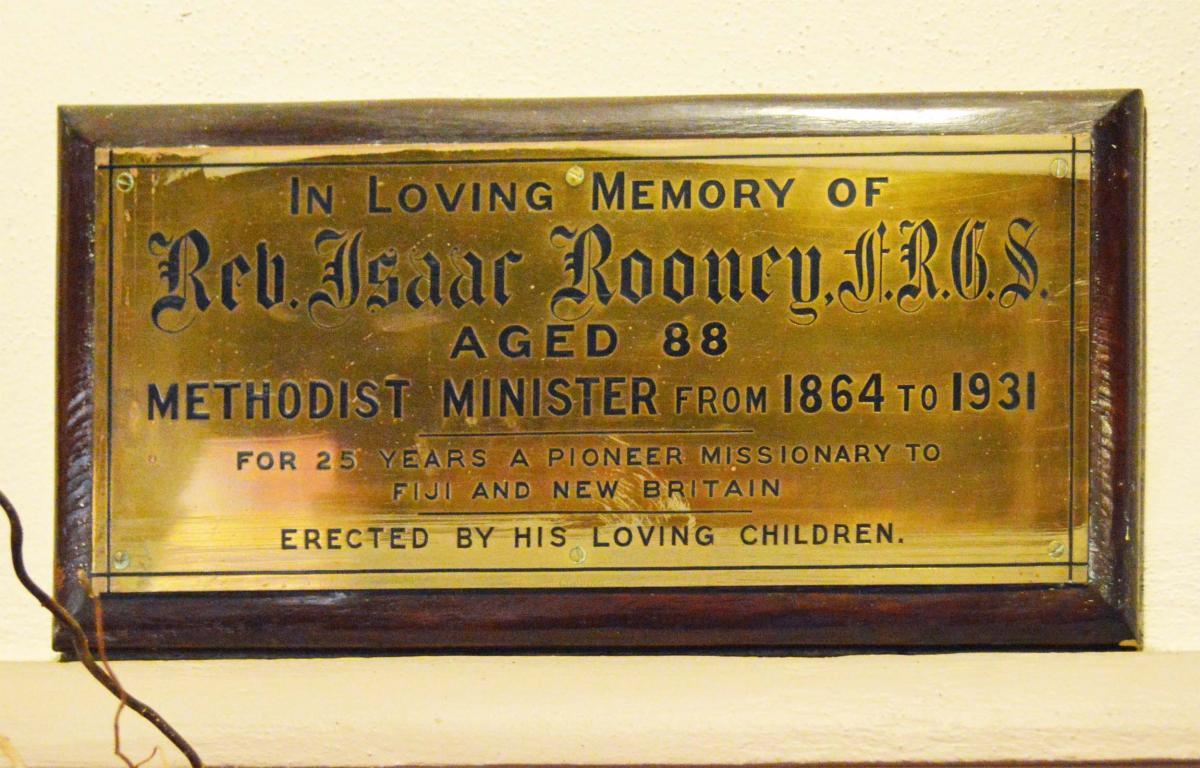 In Loving Memory of
Rev. Isaac Rooney, F.R.G.S.
AGED 88
METHODIST MINISTER FROM 1864 TO 1931
FOR 25 YEARS A PIONEER MISSIONARY TO
FIJI AND NEW BRITAIN
ERECTED BY HIS LOVING CHILDREN.